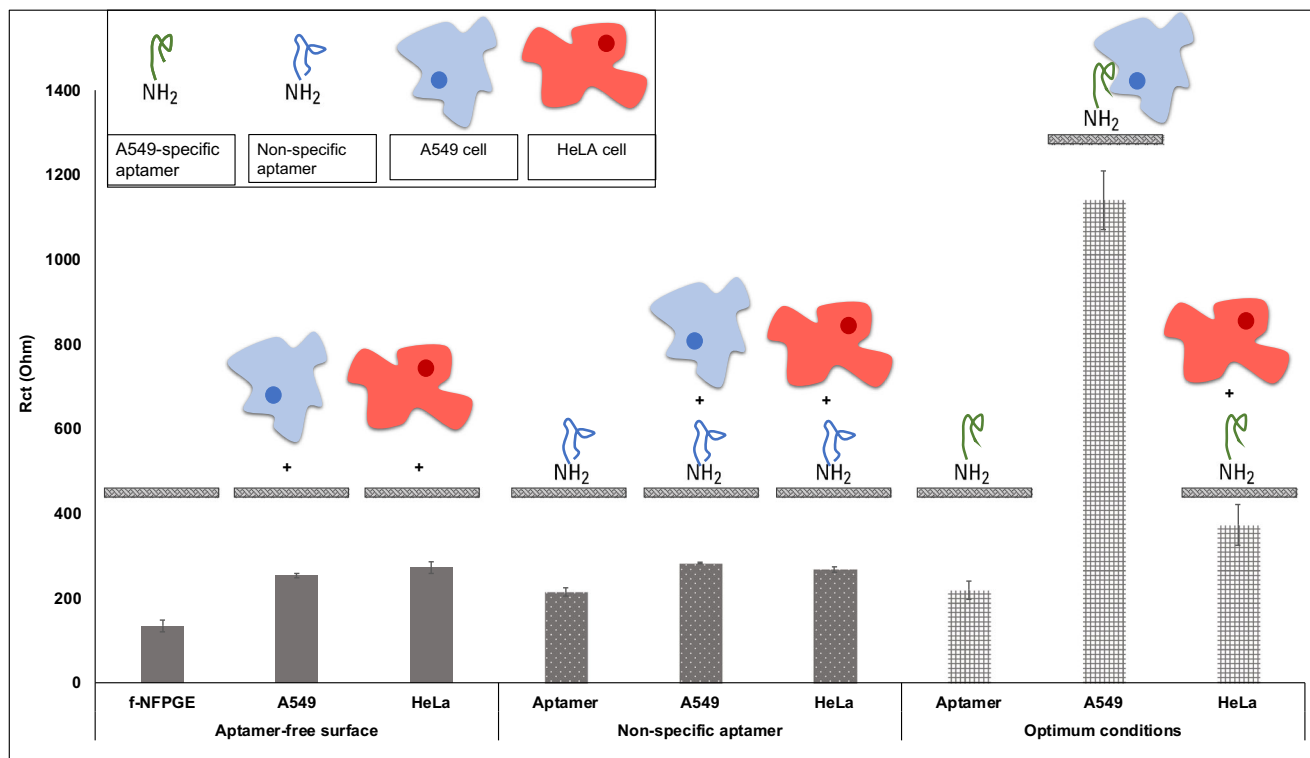 NH2 NH2
A549-specific
aptamer
Non-specific
aptamer
A549 cell
HeLA cell
Rct (Ohm)
1400
1200
1000
800
600
400
200
0
NH2
+
+
+
+
+
NH2 NH2 NH2 NH2 NH2
f-NFPGE A549 HeLa Aptamer A549 HeLa Aptamer A549 HeLa
Aptamer-free surface Non-specific aptamer Optimum conditions